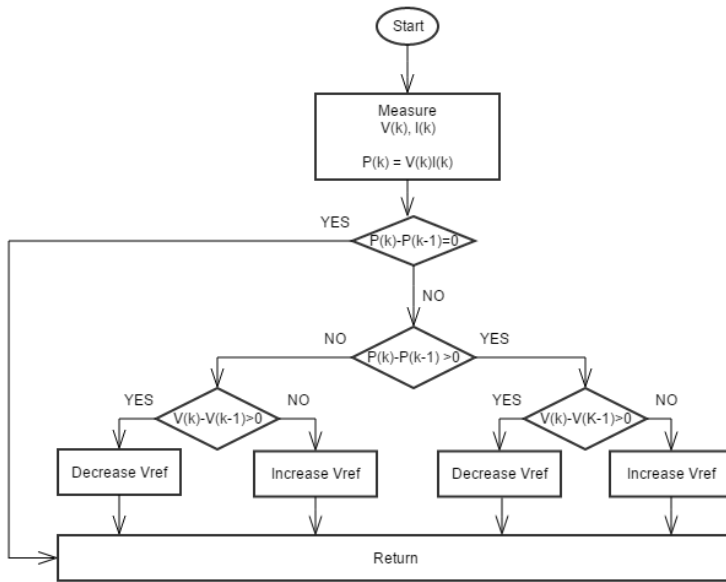 Start
Measure
V(k), I(k)
P(k) = V(k)I(k)
YES
P(k)-P(k-1)=0
NO
NO
P(k)-P(k-1) >0
YES
YES
V(k)-V(k-1)>0
NO
YES
V(k)-V(K-1)>0
NO
Decrease Vref
Increase Vref
Decrease Vref
Increase Vref
Return